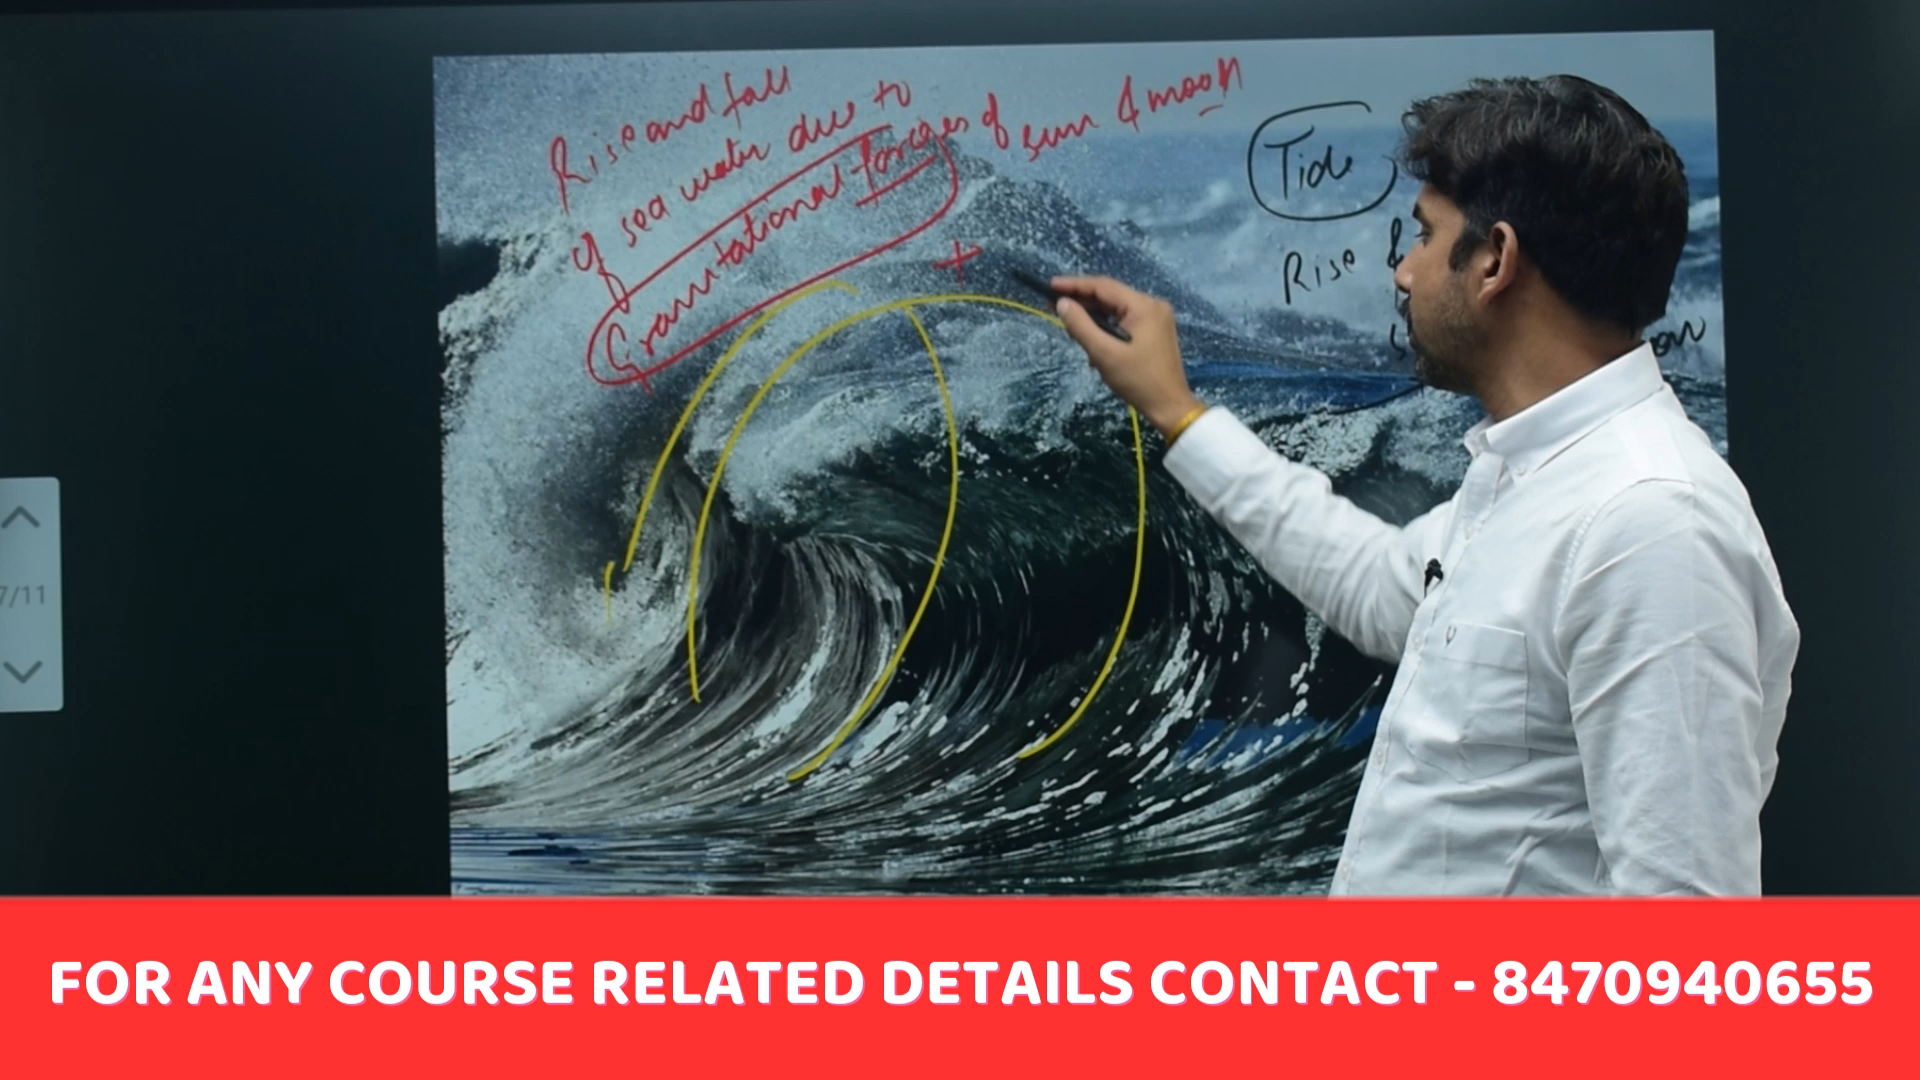 Rise and fall
of sea water due to
Gravitational forces of sun & moon
+
Tide
Rise &
7/11
FOR ANY COURSE RELATED DETAILS CONTACT - 8470940655